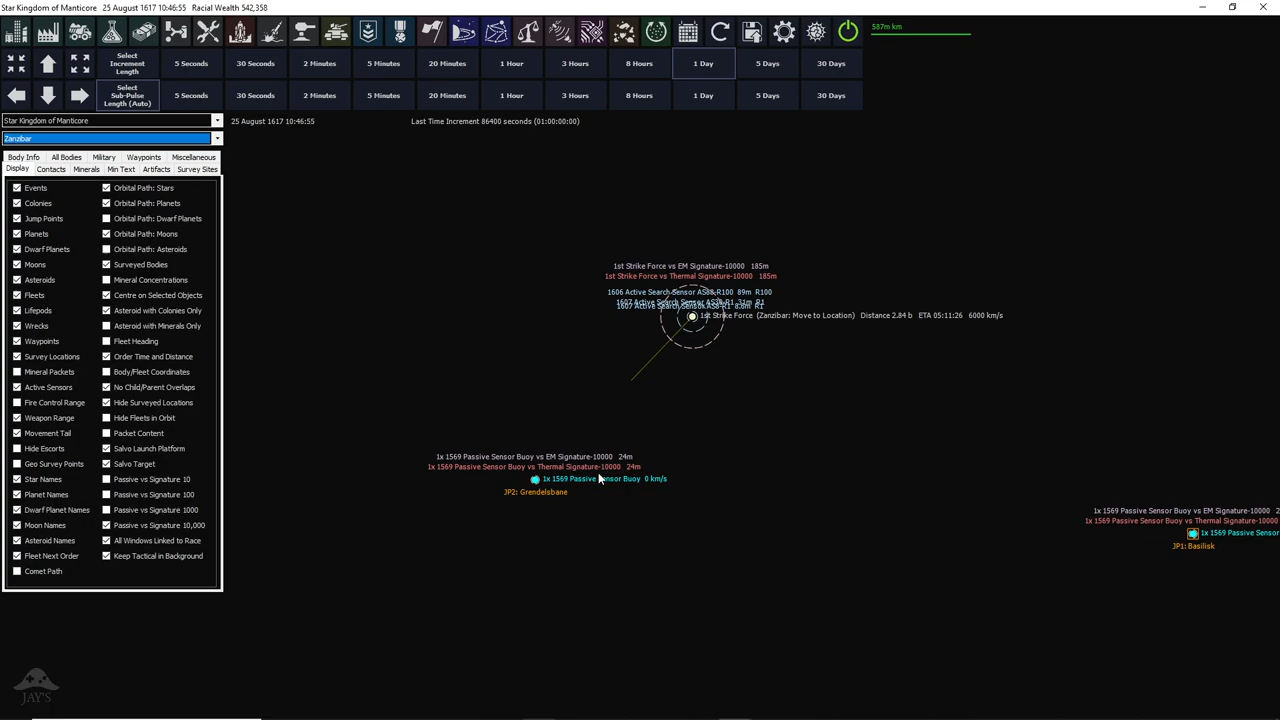 Star Kingdom of Manticore   25 August 1617 10:46:55   Racial Wealth 542,358
587m km
Select Increment Length   5 Seconds   30 Seconds   2 Minutes   5 Minutes   20 Minutes   1 Hour   3 Hours   8 Hours   1 Day   5 Days   30 Days
Select Sub-Pulse Length (Auto)   5 Seconds   30 Seconds   2 Minutes   5 Minutes   20 Minutes   1 Hour   3 Hours   8 Hours   1 Day   5 Days   30 Days
Star Kingdom of Manticore   25 August 1617 10:46:55   Last Time Increment 86400 seconds (01:00:00:00)
Zanzibar
Body Info   All Bodies   Military   Waypoints   Miscellaneous
Display   Contacts   Minerals   Min Text   Artifacts   Survey Sites
Events   Orbital Path: Stars
Colonies   Orbital Path: Planets
Jump Points   Orbital Path: Dwarf Planets
Planets   Orbital Path: Moons
Dwarf Planets   Orbital Path: Asteroids
Moons   Surveyed Bodies
Asteroids   Mineral Concentrations
Fleets   Centre on Selected Objects
Lifepods   Asteroid with Colonies Only
Wrecks   Asteroid with Minerals Only
Waypoints   Fleet Heading
Survey Locations   Order Time and Distance
Mineral Packets   Body/Fleet Coordinates
Active Sensors   No Child/Parent Overlaps
Fire Control Range   Hide Surveyed Locations
Weapon Range   Hide Fleets in Orbit
Movement Tail   Packet Content
Hide Escorts   Salvo Launch Platform
Geo Survey Points   Salvo Target
Star Names   Passive vs Signature 10
Planet Names   Passive vs Signature 100
Dwarf Planet Names   Passive vs Signature 1000
Moon Names   Passive vs Signature 10,000
Asteroid Names   All Windows Linked to Race
Fleet Next Order   Keep Tactical in Background
Comet Path
1st Strike Force vs EM Signature-10000   185m
1st Strike Force vs Thermal Signature-10000   185m
1606 Active Search Sensor AS88-R100   89m   R100
1607 Active Search Sensor R1
1607 Active Search Sensor AS8-R1   8.8m   R1
1st Strike Force   (Zanzibar: Move to Location)   Distance 2.84 b   ETA 05:11:26   6000 km/s
1x 1569 Passive Sensor Buoy vs EM Signature-10000   24m
1x 1569 Passive Sensor Buoy vs Thermal Signature-10000   24m
1x 1569 Passive Sensor Buoy   0 km/s
JP2: Grendelsbane
1x 1569 Passive Sensor Buoy vs EM Signature-10000   2
1x 1569 Passive Sensor Buoy vs Thermal Signature-10000
1x 1569 Passive Sensor
JP1: Basilisk
JAY'S